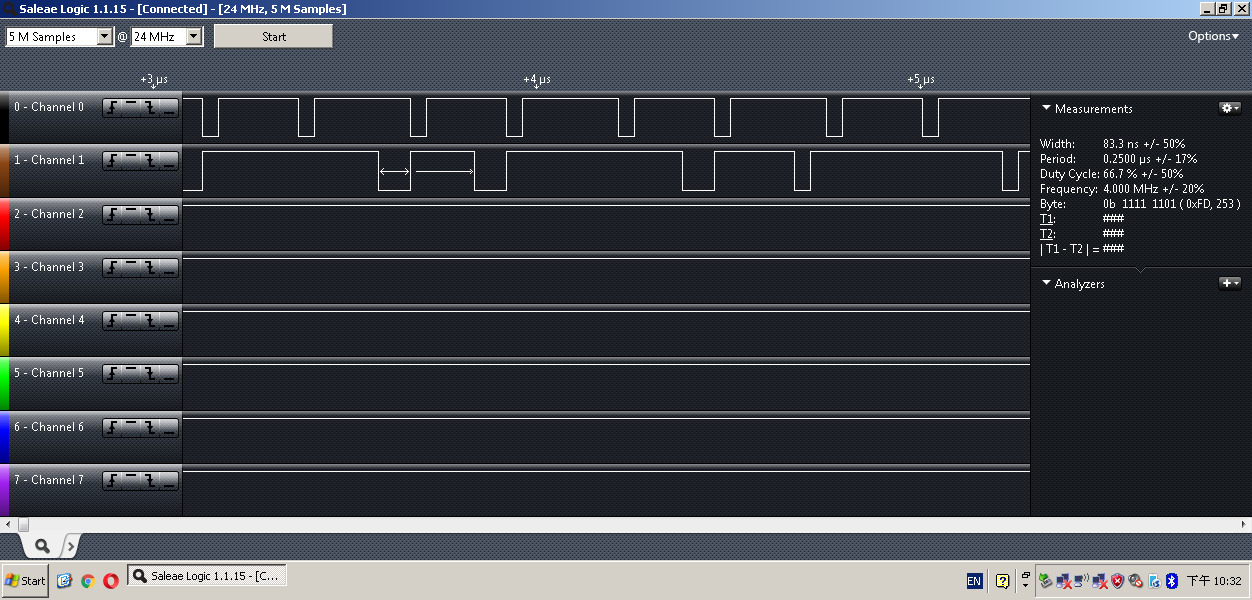 Saleae Logic 1.1.15 - [Connected] - [24 MHz, 5 M Samples]
5 M Samples @ 24 MHz Start Options
+3 µs +4 µs +5 µs
0 - Channel 0
1 - Channel 1
2 - Channel 2
3 - Channel 3
4 - Channel 4
5 - Channel 5
6 - Channel 6
7 - Channel 7
Measurements
Width: 83.3 ns +/- 50%
Period: 0.2500 µs +/- 17%
Duty Cycle: 66.7 % +/- 50%
Frequency: 4.000 MHz +/- 20%
Byte: 0b 1111 1101 ( 0xFD, 253 )
T1: ###
T2: ###
| T1 - T2 | = ###
Analyzers
Start Saleae Logic 1.1.15 - [C... EN 下午 10:32